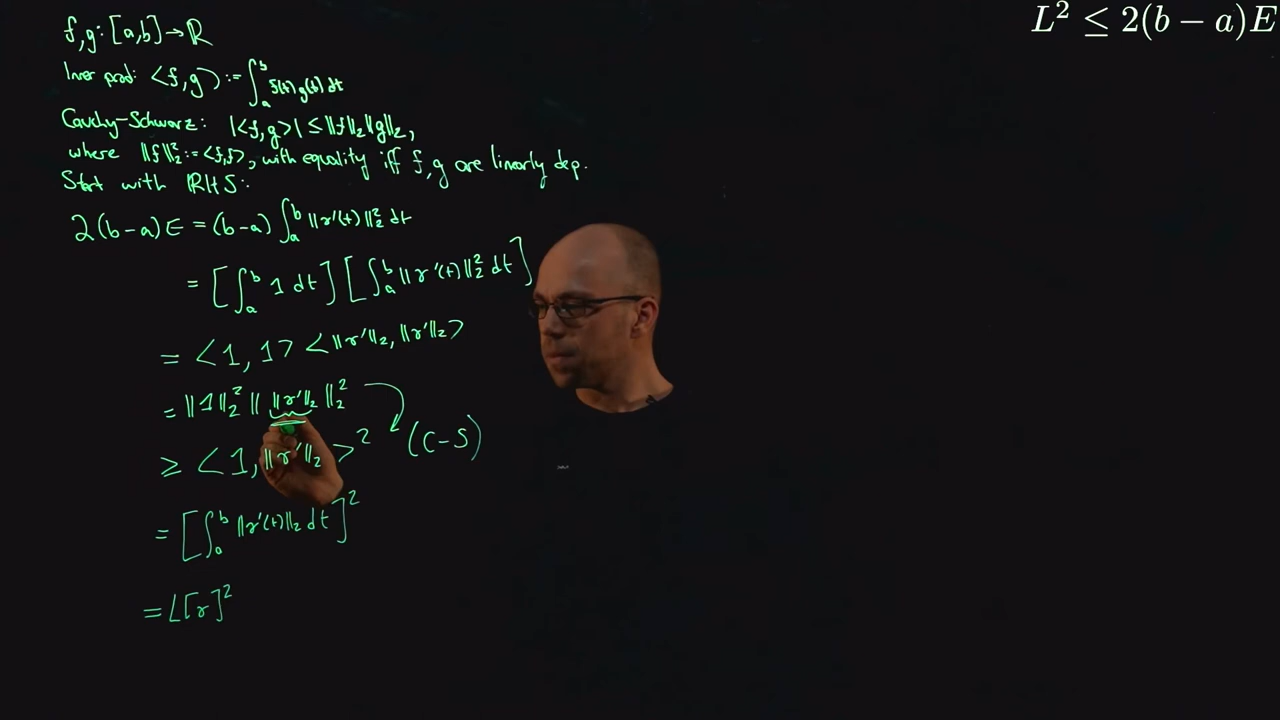 L² ≤ 2(b − a)E
f,g: [a,b] → ℝ
Inner prod: <f,g> := ∫_a^b f(t) g(t) dt
Cauchy-Schwarz: |<f,g>| ≤ ‖f‖₂‖g‖₂,
where ‖f‖₂² := <f,f>, with equality iff f,g are linearly dep.
Start with RHS:
2(b-a)E = (b-a) ∫_a^b ‖γ'(t)‖₂² dt
= [∫_a^b 1 dt] [∫_a^b ‖γ'(t)‖₂² dt]
= <1, 1> <‖γ'‖₂, ‖γ'‖₂>
= ‖1‖₂² ‖ ‖γ'‖₂ ‖₂²
≥ <1, ‖γ'‖₂>² (C-S)
= [∫_a^b ‖γ'(t)‖₂ dt]²
= L[γ]²